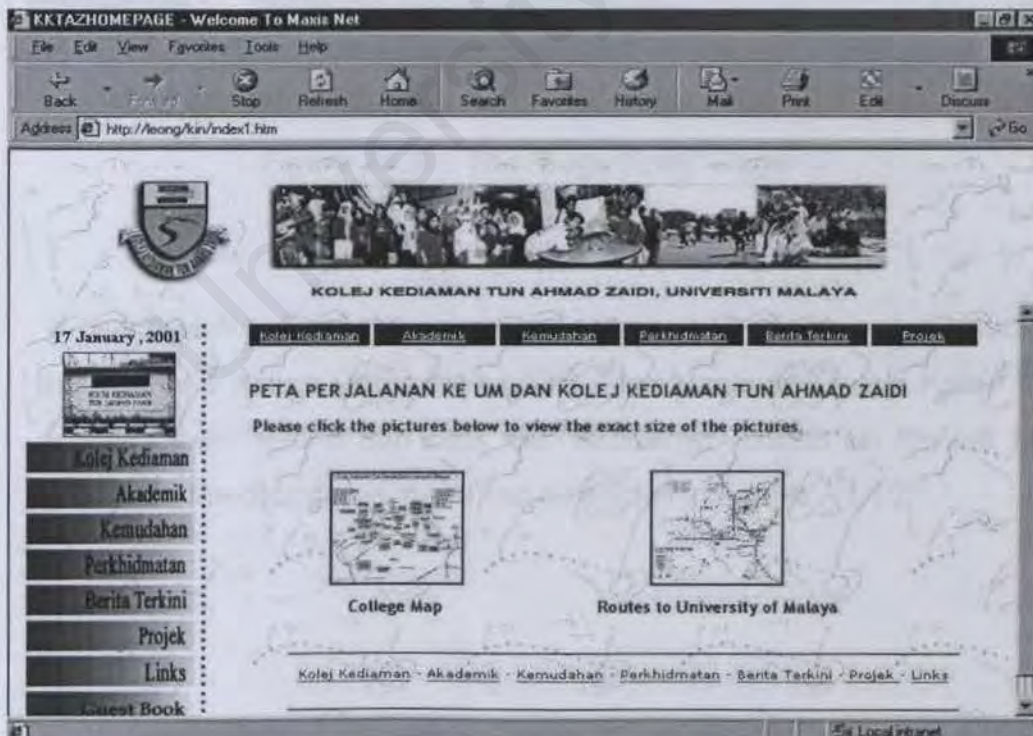 KKTAZHOMEPAGE - Welcome To Maxis Net
File Edit View Favorites Tools Help
Back Forward Stop Refresh Home Search Favorites History Mail Print Edit Discuss
Address http://leong/kin/index1.htm Go
KOLEJ KEDIAMAN TUN AHMAD ZAIDI, UNIVERSITI MALAYA
17 January , 2001
Kolej Kediaman Akademik Kemudahan Perkhidmatan Berita Terkini Projek
PETA PERJALANAN KE UM DAN KOLEJ KEDIAMAN TUN AHMAD ZAIDI
Please click the pictures below to view the exact size of the pictures.
Kolej Kediaman
Akademik
Kemudahan
Perkhidmatan
Berita Terkini
Projek
Links
Guest Book
College Map
Routes to University of Malaya
Kolej Kediaman - Akademik - Kemudahan - Perkhidmatan - Berita Terkini - Projek - Links
Local intranet
University